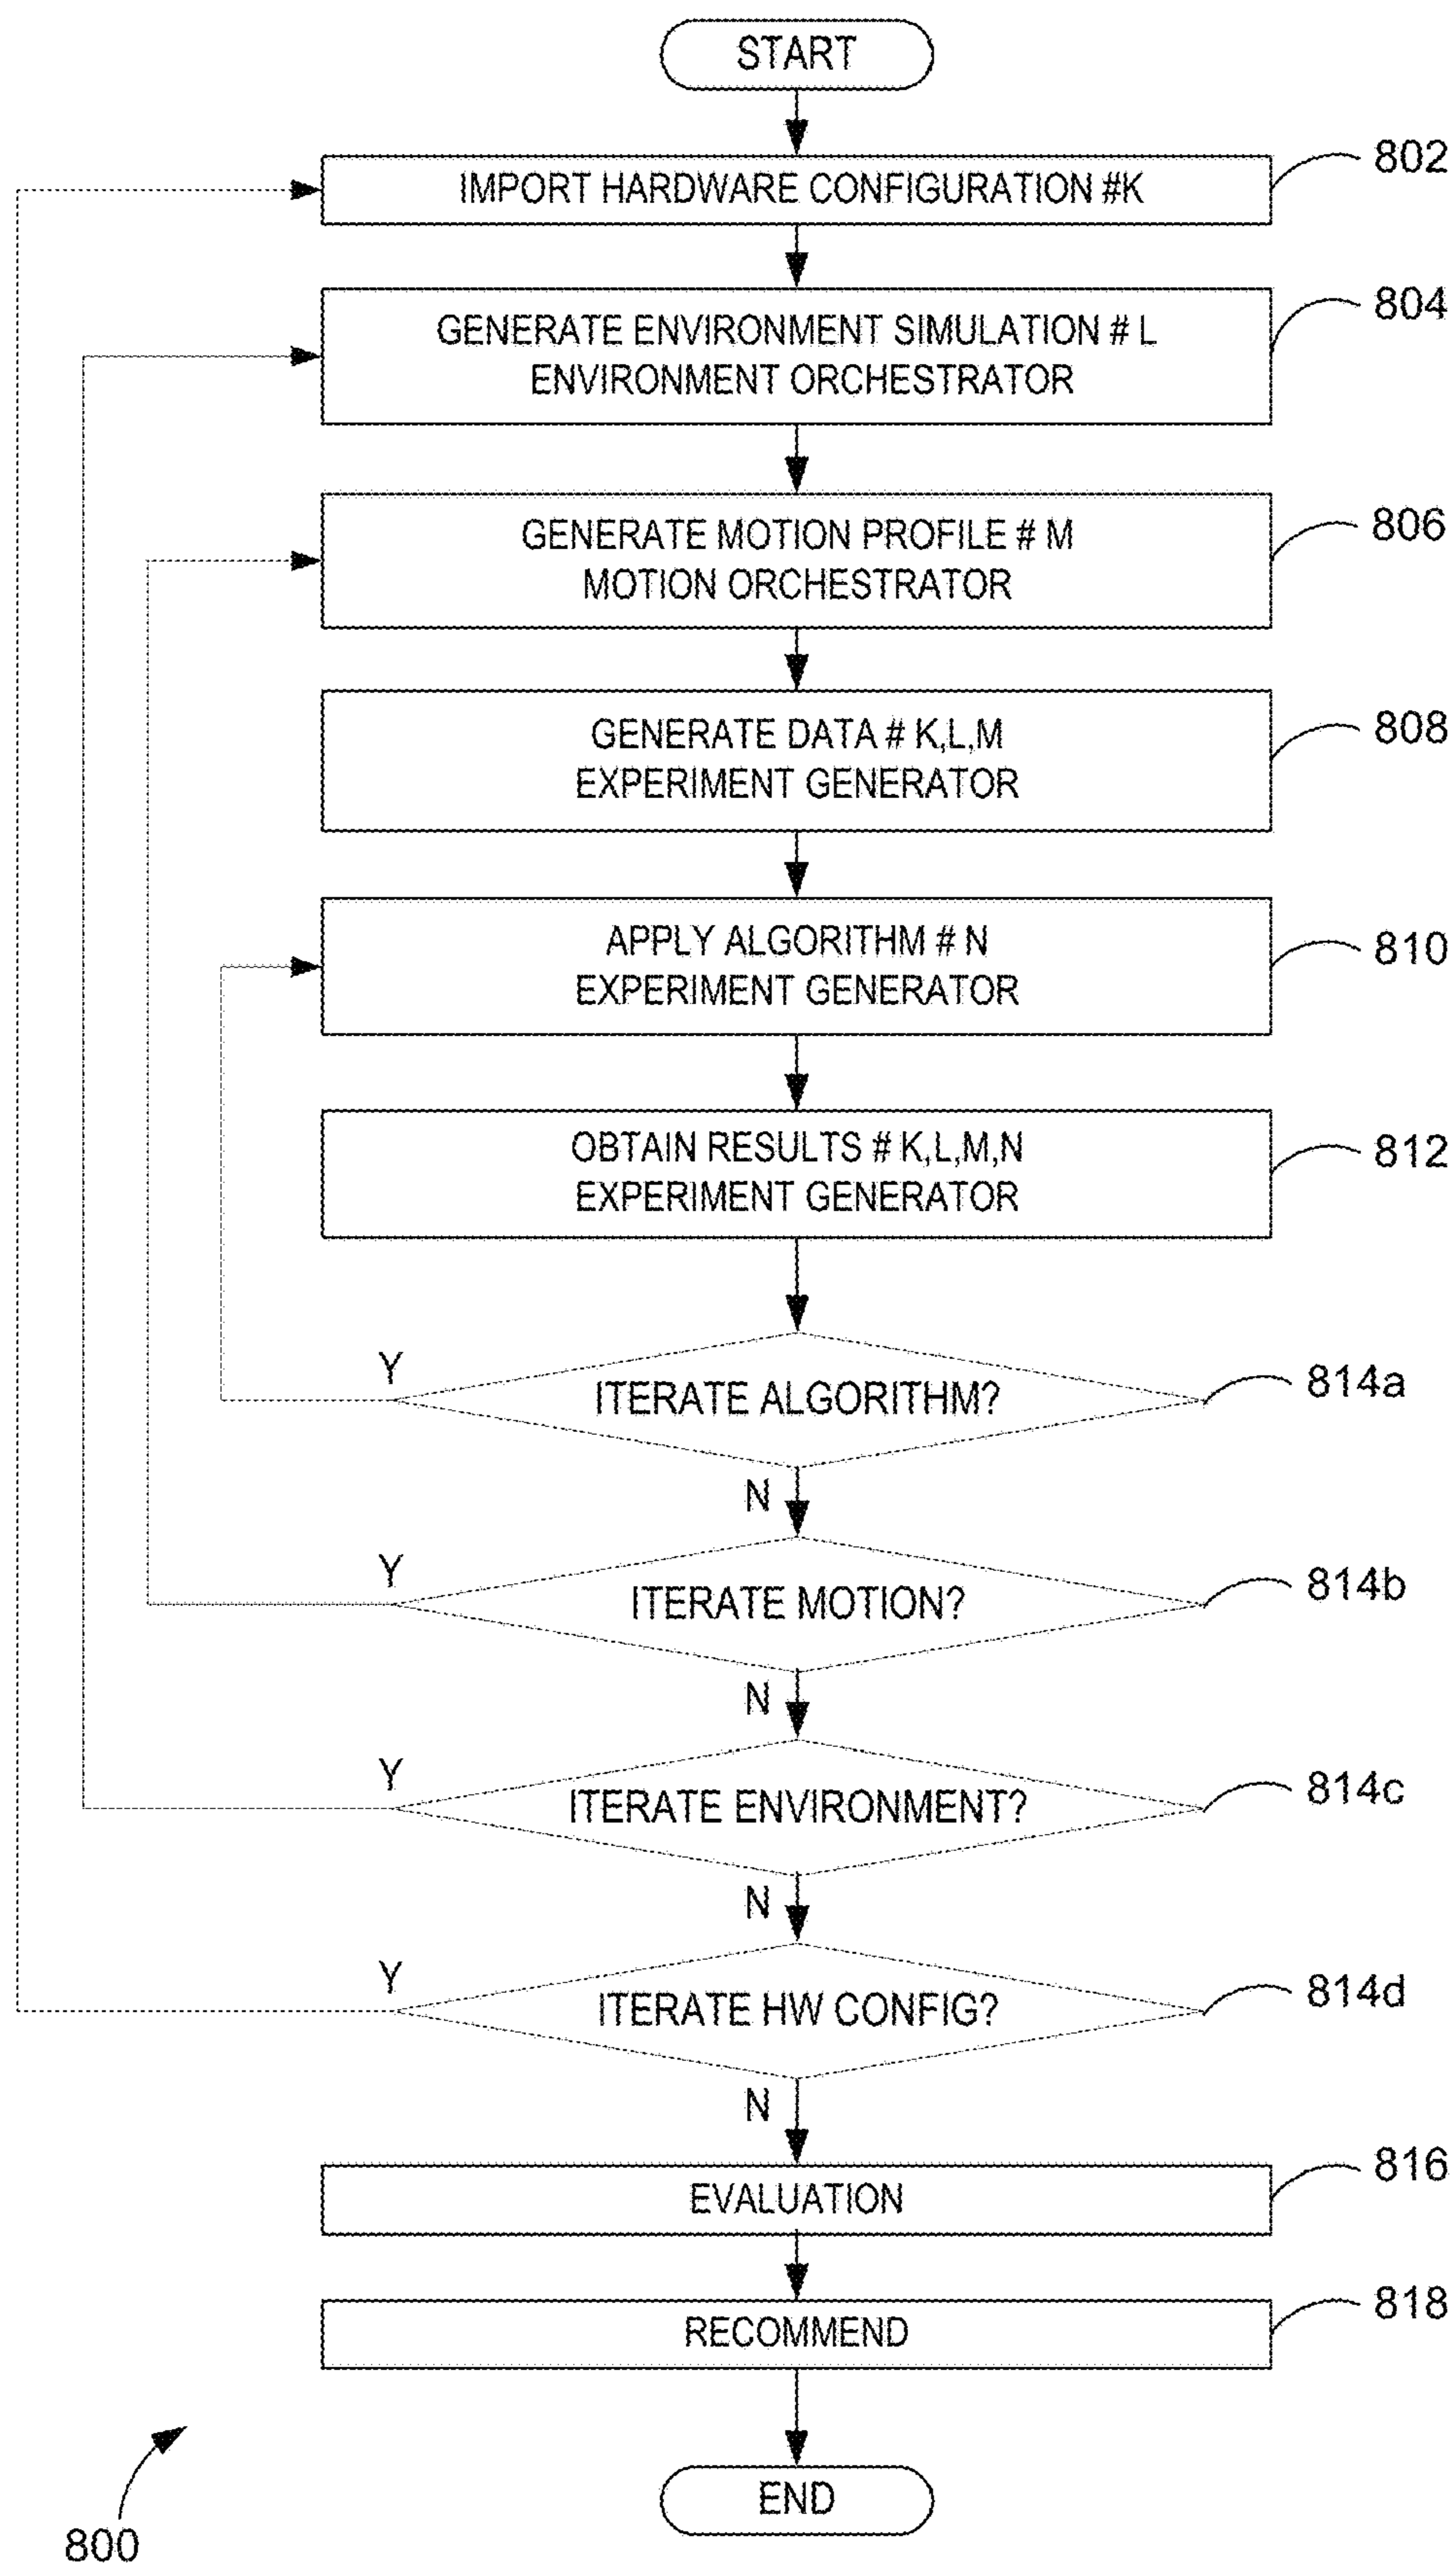 START
IMPORT HARDWARE CONFIGURATION #K
802
GENERATE ENVIRONMENT SIMULATION # L
ENVIRONMENT ORCHESTRATOR
804
GENERATE MOTION PROFILE # M
MOTION ORCHESTRATOR
806
GENERATE DATA # K,L,M
EXPERIMENT GENERATOR
808
APPLY ALGORITHM # N
EXPERIMENT GENERATOR
810
OBTAIN RESULTS # K,L,M,N
EXPERIMENT GENERATOR
812
Y
ITERATE ALGORITHM?
814a
N
Y
ITERATE MOTION?
814b
N
Y
ITERATE ENVIRONMENT?
814c
N
Y
ITERATE HW CONFIG?
814d
N
EVALUATION
816
RECOMMEND
818
END
800